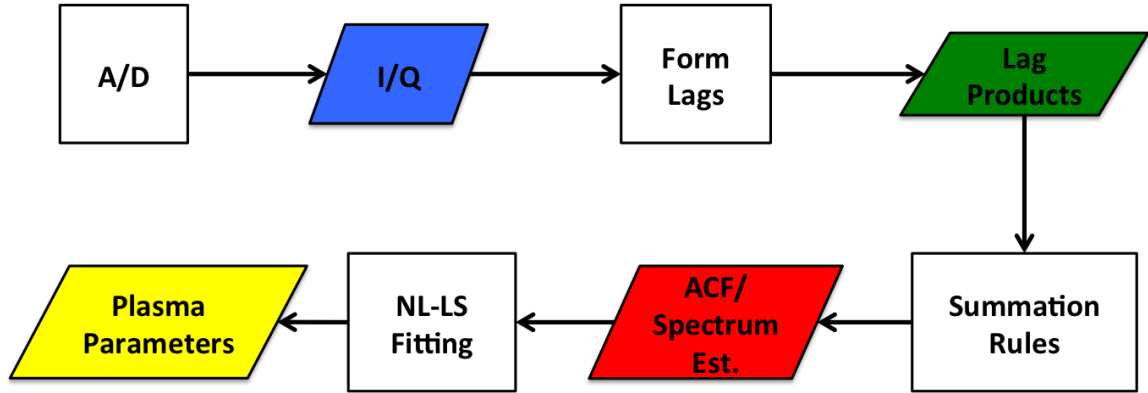 A/D
I/Q
Form
Lags
Lag
Products
Summation
Rules
ACF/
Spectrum
Est.
NL-LS
Fitting
Plasma
Parameters